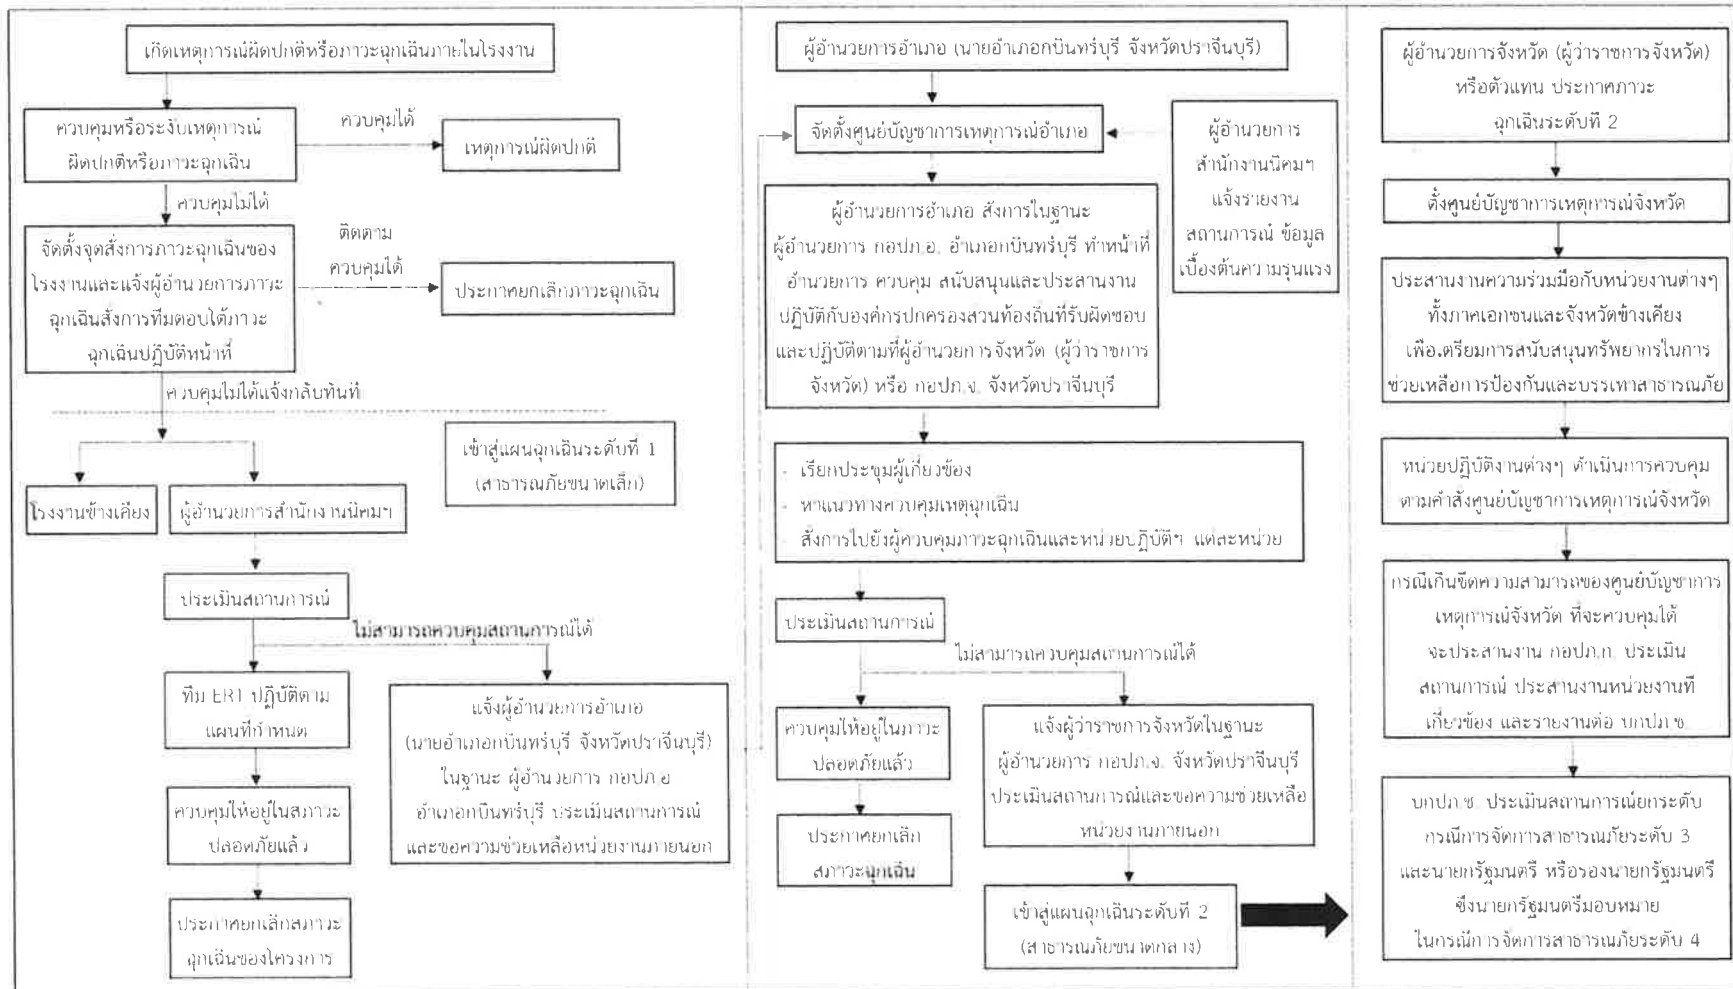 เกิดเหตุการณ์ผิดปกติหรือภาวะฉุกเฉินภายในโรงงาน
ควบคุมหรือระงับเหตุการณ์
ผิดปกติหรือภาวะฉุกเฉิน
ควบคุมได้
เหตุการณ์ผิดปกติ
ควบคุมไม่ได้
จัดตั้งจุดสั่งการภาวะฉุกเฉินของ
โรงงานและแจ้งผู้อำนวยการภาวะ
ฉุกเฉินสั่งการทีมตอบโต้ภาวะ
ฉุกเฉินปฏิบัติหน้าที่
ติดตาม
ควบคุมได้
ประกาศยกเลิกภาวะฉุกเฉิน
ควบคุมไม่ได้แจ้งกลับทันที
เข้าสู่แผนฉุกเฉินระดับที่ 1
(สาธารณภัยขนาดเล็ก)
โรงงานข้างเคียง
ผู้อำนวยการสำนักงานนิคมฯ
ประเมินสถานการณ์
ไม่สามารถควบคุมสถานการณ์ได้
ทีม ERT ปฏิบัติตาม
แผนที่กำหนด
ควบคุมให้อยู่ในสภาวะ
ปลอดภัยแล้ว
ประกาศยกเลิกสภาวะ
ฉุกเฉินของโครงการ
แจ้งผู้อำนวยการอำเภอ
(นายอำเภอกบินทร์บุรี จังหวัดปราจีนบุรี)
ในฐานะ ผู้อำนวยการ กอปภ.อ
อำเภอกบินทร์บุรี ประเมินสถานการณ์
และขอความช่วยเหลือหน่วยงานภายนอก
ผู้อำนวยการอำเภอ (นายอำเภอกบินทร์บุรี จังหวัดปราจีนบุรี)
จัดตั้งศูนย์บัญชาการเหตุการณ์อำเภอ
ผู้อำนวยการ
สำนักงานนิคมฯ
แจ้งรายงาน
สถานการณ์ ข้อมูล
เบื้องต้นความรุนแรง
ผู้อำนวยการอำเภอ สั่งการในฐานะ
ผู้อำนวยการ กอปภ.อ. อำเภอกบินทร์บุรี ทำหน้าที่
อำนวยการ ควบคุม สนับสนุนและประสานงาน
ปฏิบัติกับองค์กรปกครองส่วนท้องถิ่นที่รับผิดชอบ
และปฏิบัติตามที่ผู้อำนวยการจังหวัด (ผู้ว่าราชการ
จังหวัด) หรือ กอปภ.จ. จังหวัดปราจีนบุรี
- เรียกประชุมผู้เกี่ยวข้อง
- หาแนวทางควบคุมเหตุฉุกเฉิน
- สั่งการไปยังผู้ควบคุมภาวะฉุกเฉินและหน่วยปฏิบัติฯ แต่ละหน่วย
ประเมินสถานการณ์
ไม่สามารถควบคุมสถานการณ์ได้
ควบคุมให้อยู่ในภาวะ
ปลอดภัยแล้ว
ประกาศยกเลิก
สภาวะฉุกเฉิน
แจ้งผู้ว่าราชการจังหวัดในฐานะ
ผู้อำนวยการ กอปภ.จ. จังหวัดปราจีนบุรี
ประเมินสถานการณ์และขอความช่วยเหลือ
หน่วยงานภายนอก
เข้าสู่แผนฉุกเฉินระดับที่ 2
(สาธารณภัยขนาดกลาง)
ผู้อำนวยการจังหวัด (ผู้ว่าราชการจังหวัด)
หรือตัวแทน ประกาศภาวะ
ฉุกเฉินระดับที่ 2
ตั้งศูนย์บัญชาการเหตุการณ์จังหวัด
ประสานงานความร่วมมือกับหน่วยงานต่างๆ
ทั้งภาคเอกชนและจังหวัดข้างเคียง
เพื่อเตรียมการสนับสนุนทรัพยากรในการ
ช่วยเหลือการป้องกันและบรรเทาสาธารณภัย
หน่วยปฏิบัติงานต่างๆ ดำเนินการควบคุม
ตามคำสั่งศูนย์บัญชาการเหตุการณ์จังหวัด
กรณีเกินขีดความสามารถของศูนย์บัญชาการ
เหตุการณ์จังหวัด ที่จะควบคุมได้
จะประสานงาน กอปภ.ก. ประเมิน
สถานการณ์ ประสานงานหน่วยงานที่
เกี่ยวข้อง และรายงานต่อ บกปภ.ช.
บกปภ.ช. ประเมินสถานการณ์ยกระดับ
กรณีการจัดการสาธารณภัยระดับ 3
และนายกรัฐมนตรี หรือรองนายกรัฐมนตรี
ซึ่งนายกรัฐมนตรีมอบหมาย
ในกรณีการจัดการสาธารณภัยระดับ 4